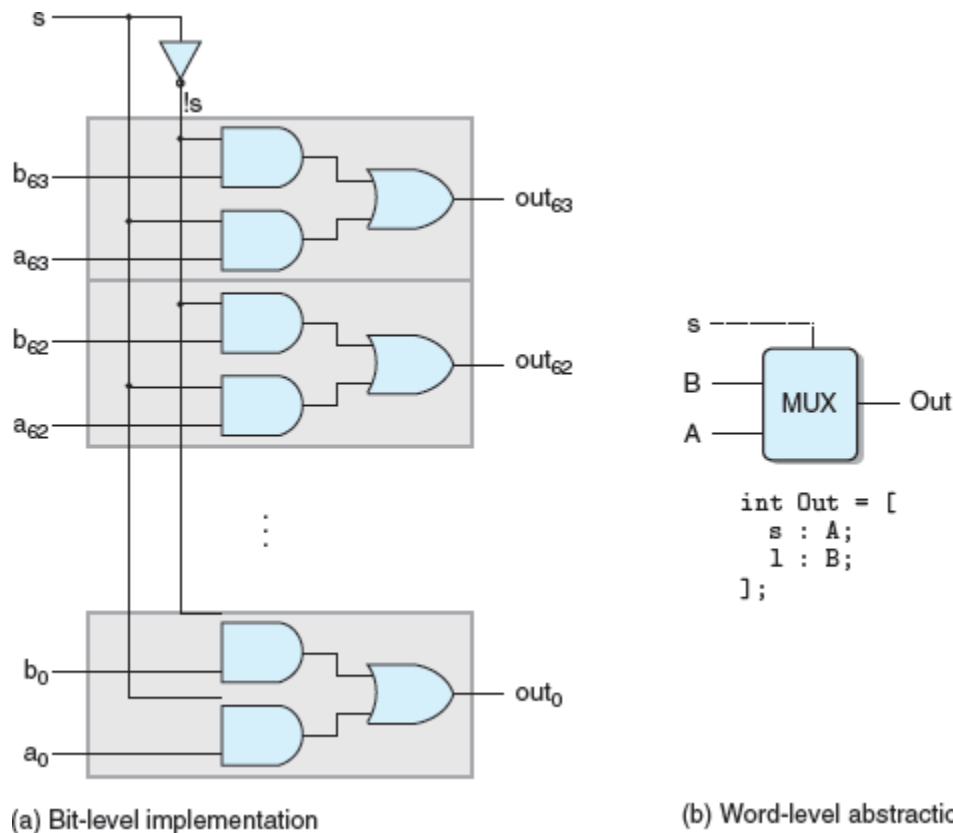 s
!s
b63
out63
a63
b62
out62
a62
⋮
b0
out0
a0
(a) Bit-level implementation
s
B
MUX
Out
A
int Out = [
s : A;
l : B;
];
(b) Word-level abstractio